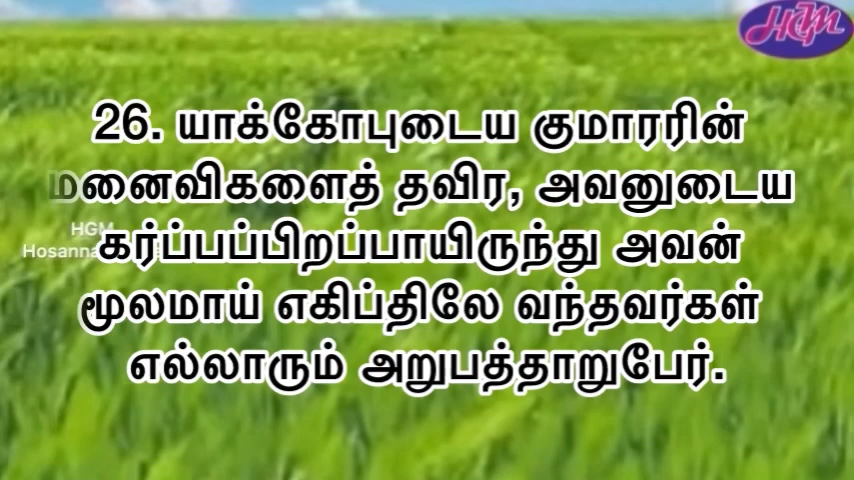 HGM
26. யாக்கோபுடைய குமாரரின்
மனைவிகளைத் தவிர, அவனுடைய
HGM
Hosanna
கர்ப்பப்பிறப்பாயிருந்து அவன்
மூலமாய் எகிப்திலே வந்தவர்கள்
எல்லாரும் அறுபத்தாறுபேர்.